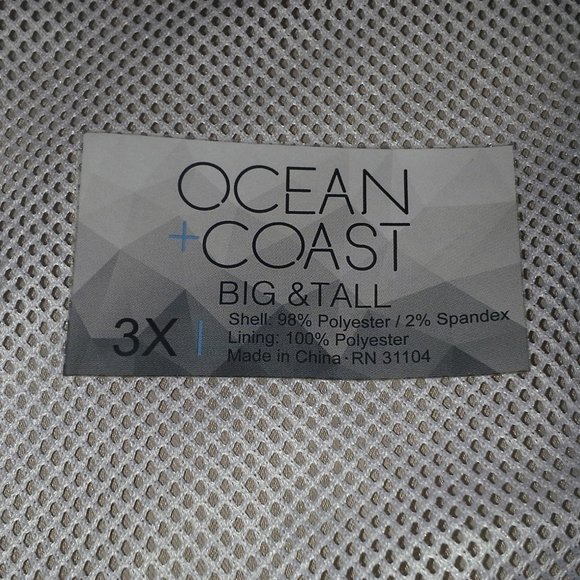 OCEAN
+COAST
BIG &TALL
3X | Shell: 98% Polyester / 2% Spandex
Lining: 100% Polyester
Made in China·RN 31104